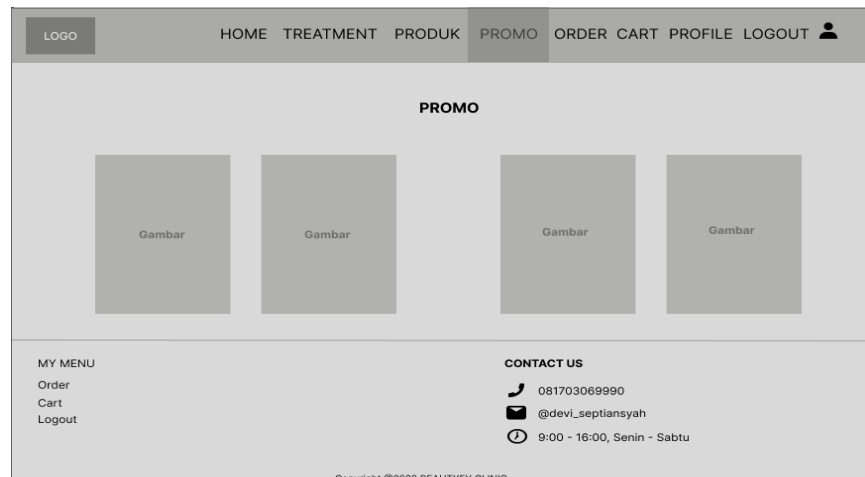 LOGO HOME TREATMENT PRODUK PROMO ORDER CART PROFILE LOGOUT
PROMO
Gambar Gambar Gambar Gambar
MY MENU
Order
Cart
Logout
CONTACT US
081703069990
@devi_septiansyah
9:00 - 16:00, Senin - Sabtu